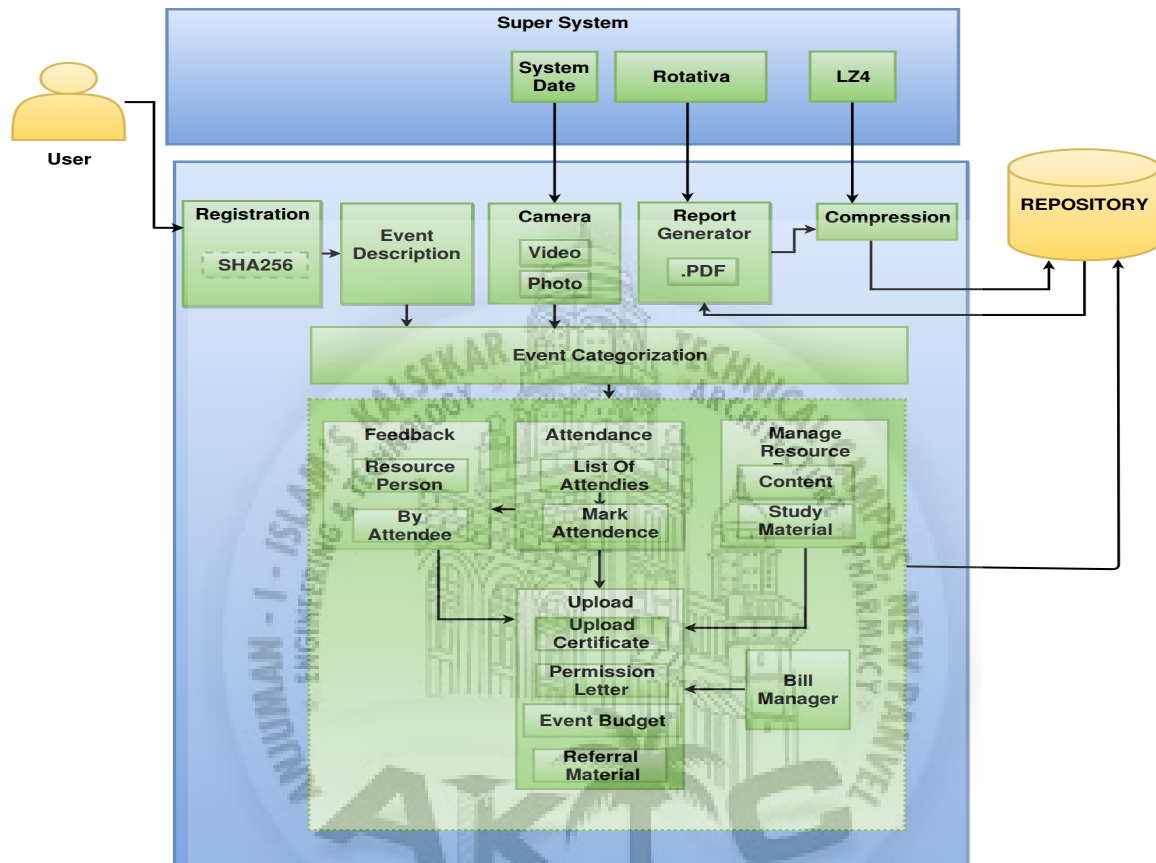 Super System
System
Date
Rotativa
LZ4
User
REPOSITORY
Registration
SHA256
Event
Description
Camera
Video
Photo
Report
Generator
.PDF
Compression
Event Categorization
Feedback
Resource
Person
By
Attendee
Attendance
List Of
Attendies
Mark
Attendence
Manage
Resource
Content
Study
Material
Upload
Upload
Certificate
Permission
Letter
Event Budget
Referral
Material
Bill
Manager
ANJUMAN - I - ISLAM'S KALSEKAR TECHNICAL CAMPUS, NEW PANVEL
ENGINEERING & TECHNOLOGY
PHARMACY
AKTC